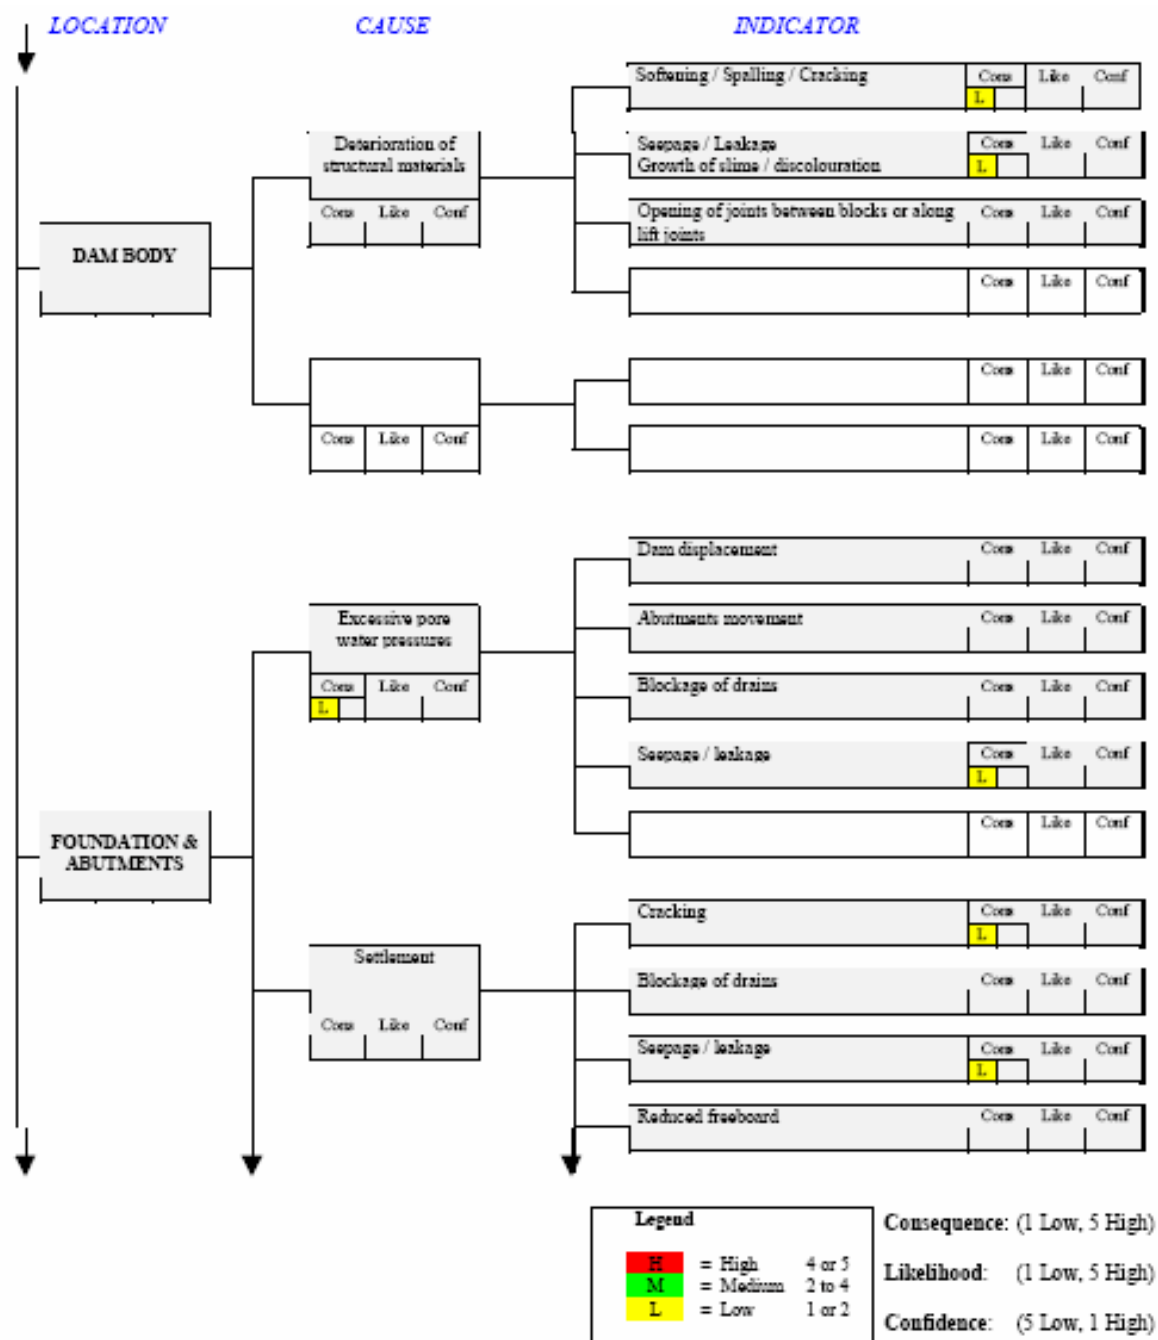 LOCATION CAUSE INDICATOR
Softening / Spalling / Cracking Cons Like Conf
L
Deterioration of
structural materials
Cons Like Conf
Seepage / Leakage Cons Like Conf
Growth of slime / discolouration L
Opening of joints between blocks or along Cons Like Conf
lift joints
DAM BODY
Cons Like Conf
Cons Like Conf
Cons Like Conf
Cons Like Conf
Dam displacement Cons Like Conf
Excessive pore
water pressures
Cons Like Conf
L
Abutments movement Cons Like Conf
Blockage of drains Cons Like Conf
Seepage / leakage Cons Like Conf
L
Cons Like Conf
FOUNDATION &
ABUTMENTS
Cracking Cons Like Conf
L
Settlement
Cons Like Conf
Blockage of drains Cons Like Conf
Seepage / leakage Cons Like Conf
L
Reduced freeboard Cons Like Conf
Legend
H = High 4 or 5
M = Medium 2 to 4
L = Low 1 or 2
Consequence: (1 Low, 5 High)
Likelihood: (1 Low, 5 High)
Confidence: (5 Low, 1 High)